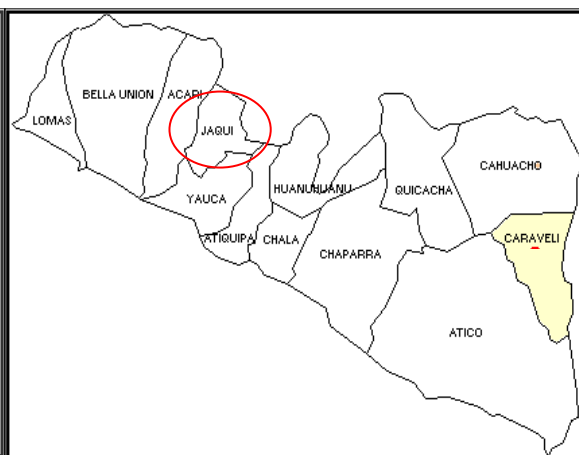 LOMAS
BELLA UNION
ACARI
JAQUI
YAUCA
ATIQUIPA
HUANUHUANU
CHALA
CHAPARRA
QUICACHA
CAHUACHO
CARAVELI
ATICO